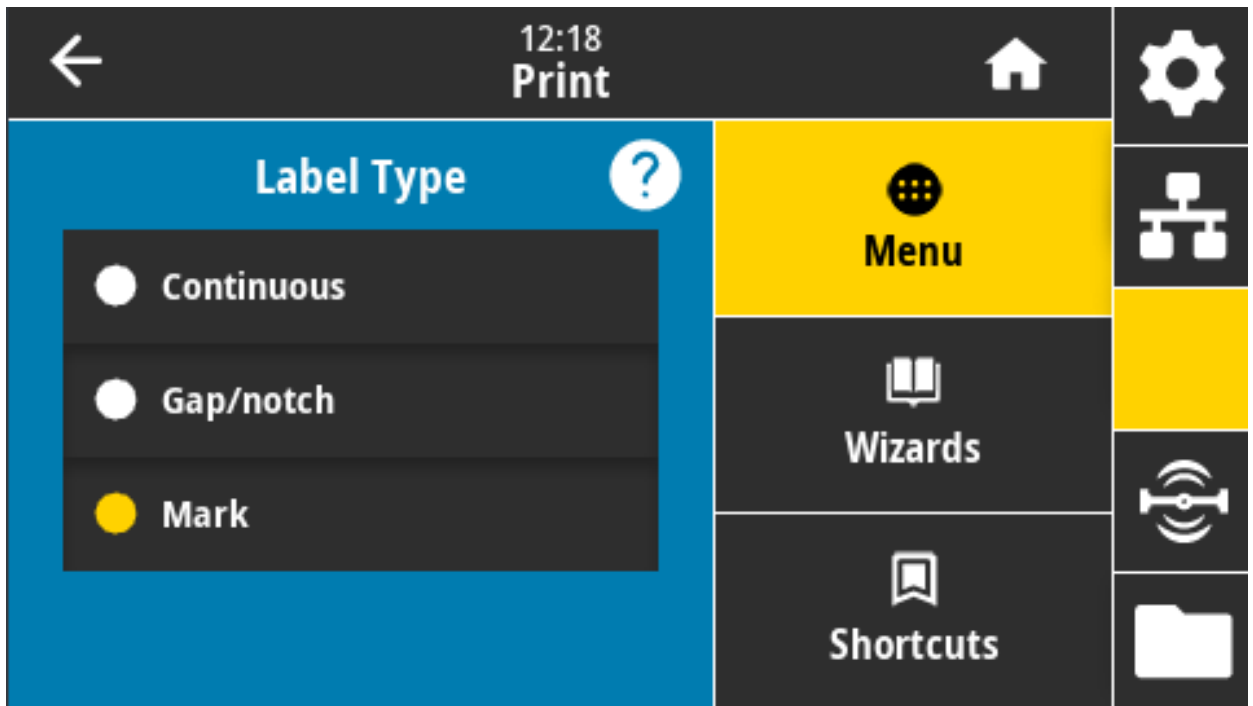 12:18
Print
Label Type
?
Continuous
Gap/notch
Mark
Menu
Wizards
Shortcuts